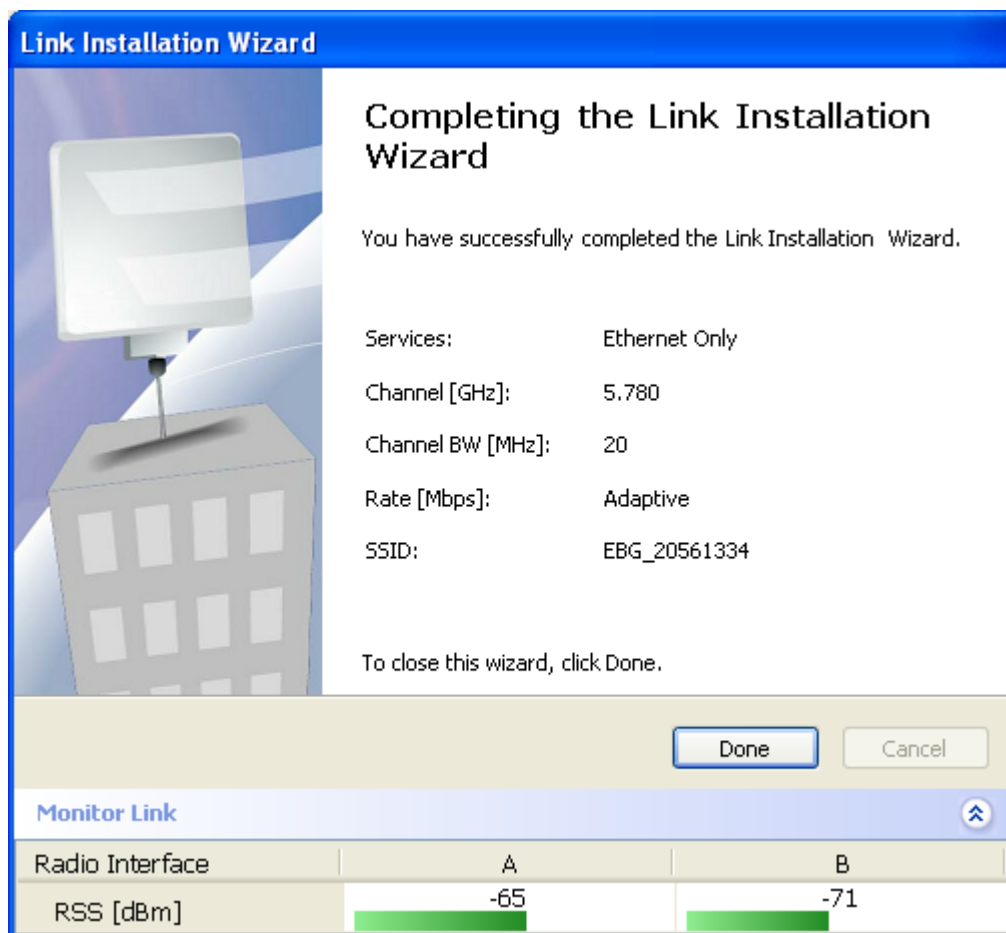 Link Installation Wizard
Completing the Link Installation
Wizard
You have successfully completed the Link Installation Wizard.
Services: Ethernet Only
Channel [GHz]: 5.780
Channel BW [MHz]: 20
Rate [Mbps]: Adaptive
SSID: EBG_20561334
To close this wizard, click Done.
Done Cancel
Monitor Link
Radio Interface A B
RSS [dBm] -65 -71